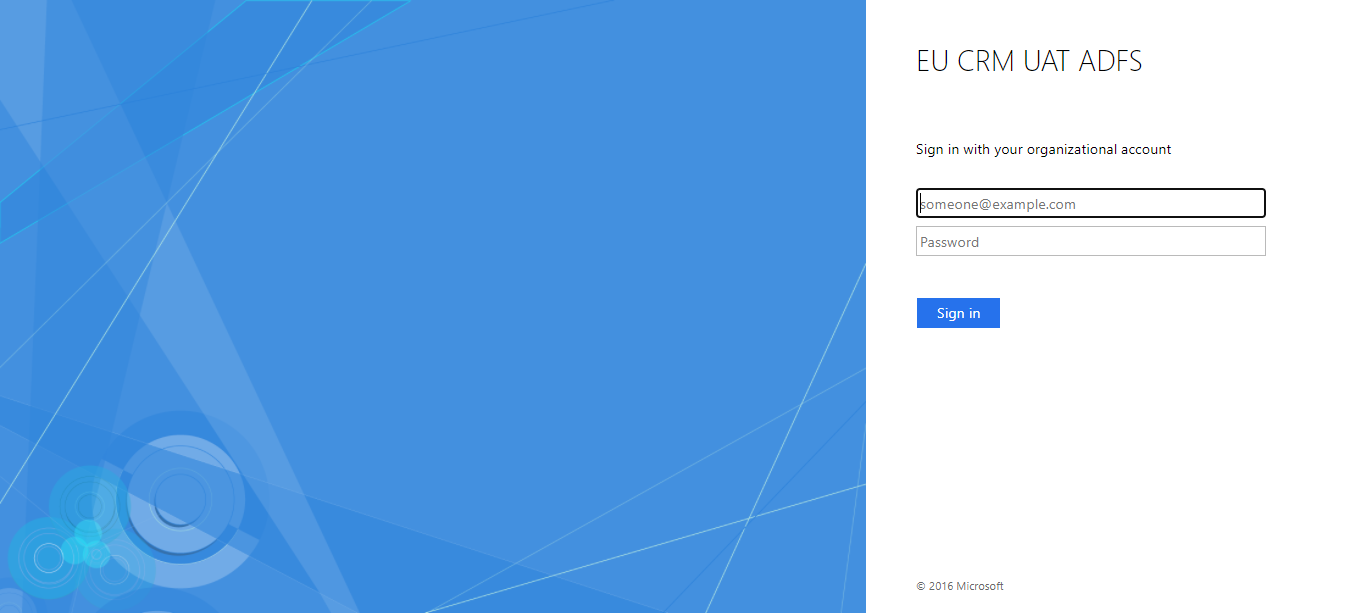 EU CRM UAT ADFS
Sign in with your organizational account
someone@example.com
Password
Sign in
© 2016 Microsoft